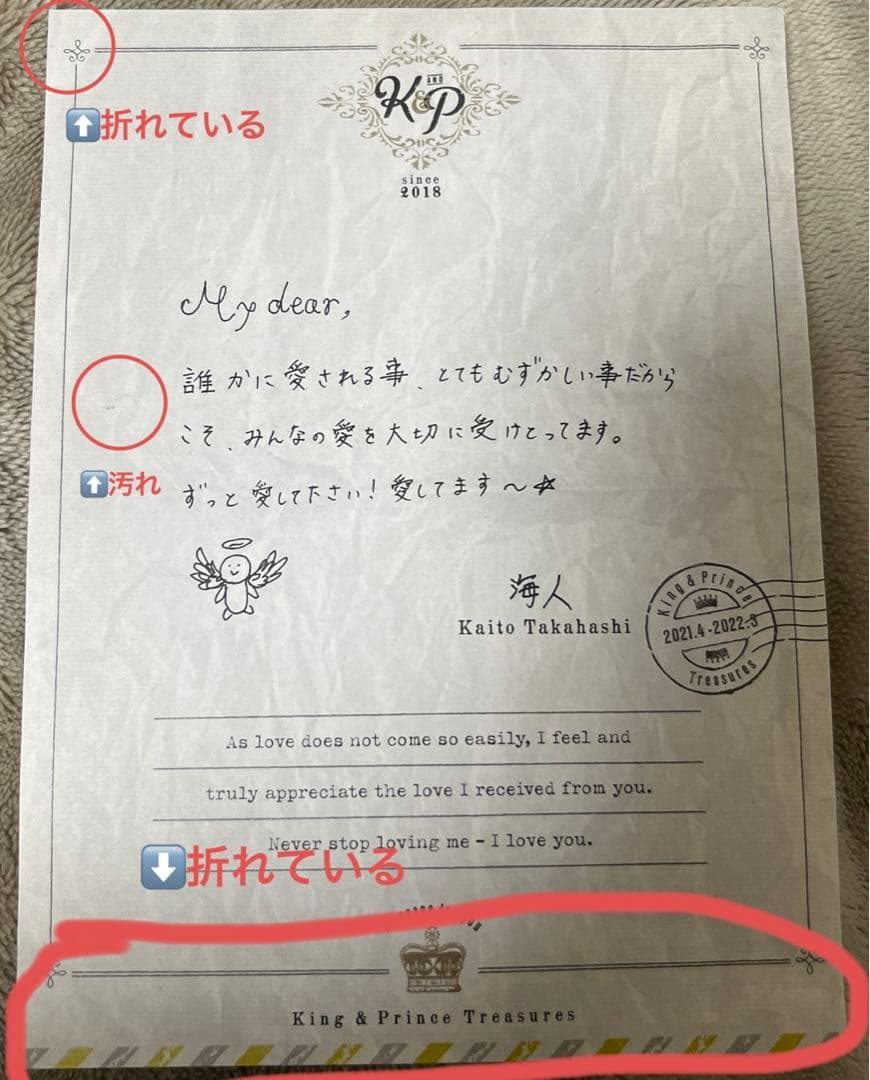 K&P
AND
since
2018
⬆️折れている
My dear,
誰かに愛される事、とてもむずかしい事だから
こそ、みんなの愛を大切に受けとってます。
⬆️汚れ
ずっと愛して下さい！愛してます〜☆
海人
Kaito Takahashi
King & Prince
2021.4-2022.3
Treasures
As love does not come so easily, I feel and
truly appreciate the love I received from you.
Never stop loving me - I love you.
⬇️折れている
King & Prince Treasures